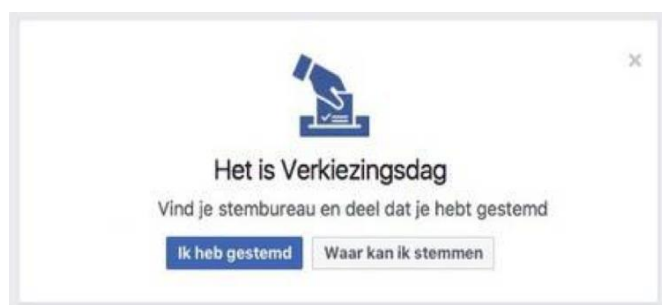 Het is Verkiezingsdag
Vind je stembureau en deel dat je hebt gestemd
Ik heb gestemd Waar kan ik stemmen